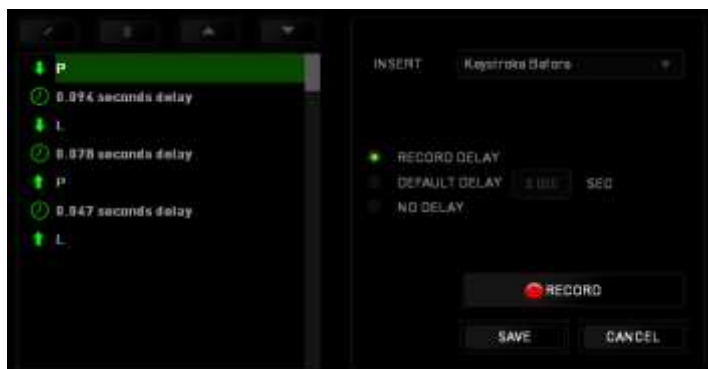 P
0.094 seconds delay
L
0.078 seconds delay
P
0.047 seconds delay
L
INSERT Keystroke Before
RECORD DELAY
DEFAULT DELAY SEC
NO DELAY
RECORD
SAVE CANCEL